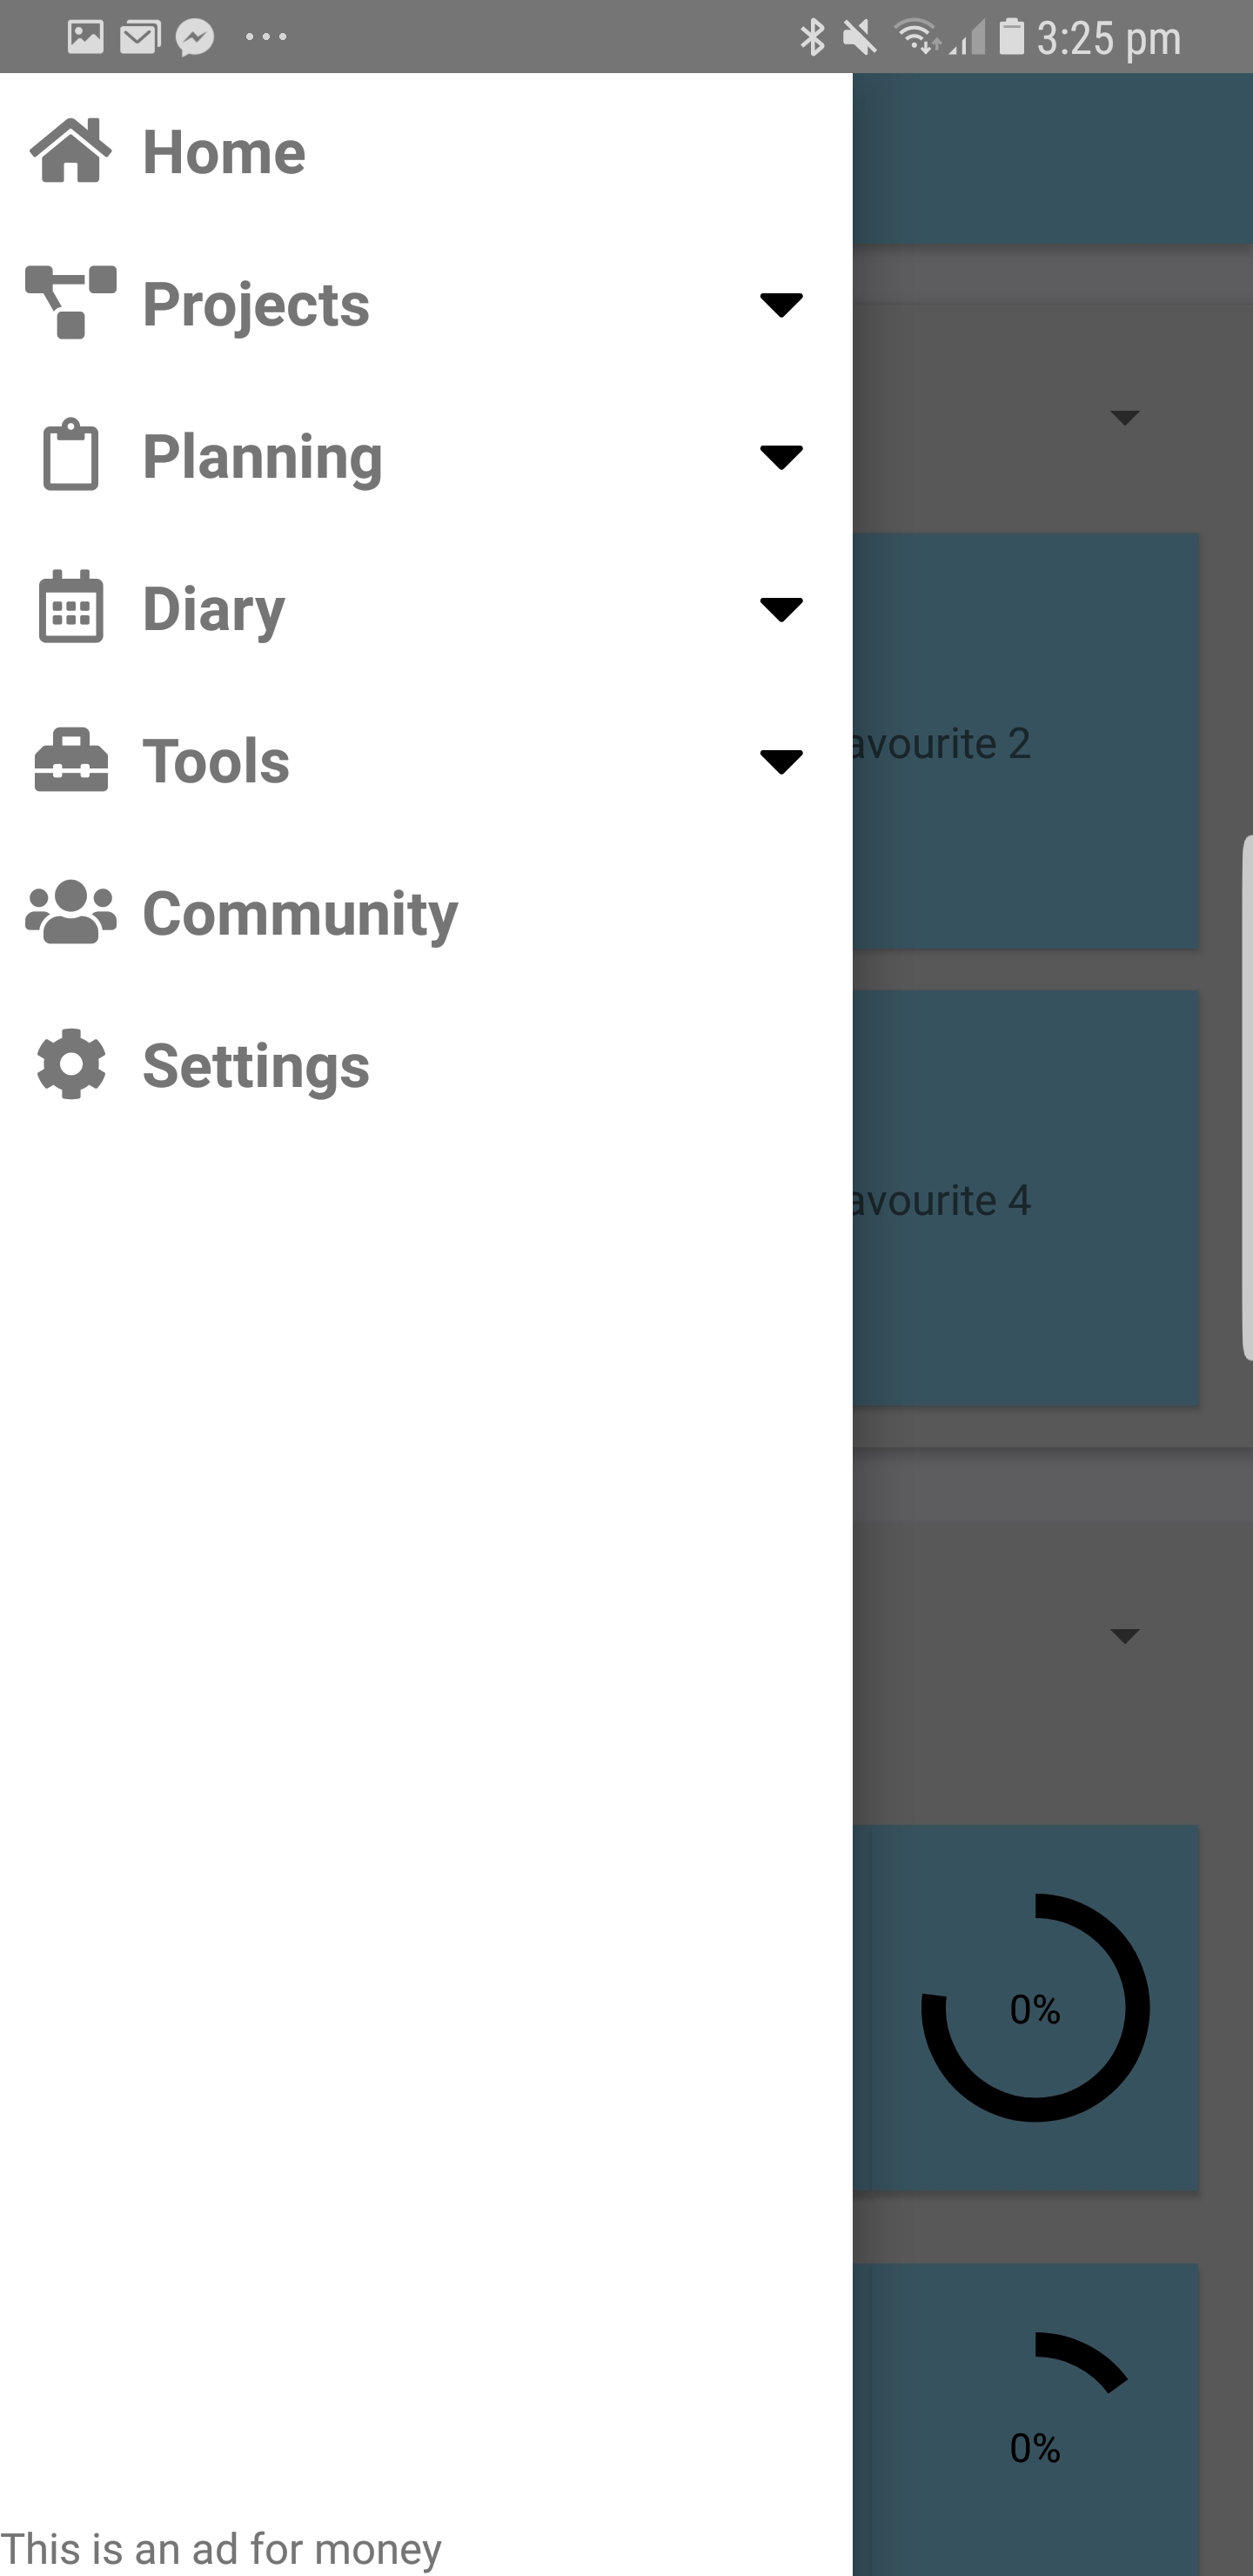 3:25 pm
Home
Projects
Planning
Diary
Tools
Community
Settings
avourite 2
avourite 4
0%
0%
This is an ad for money